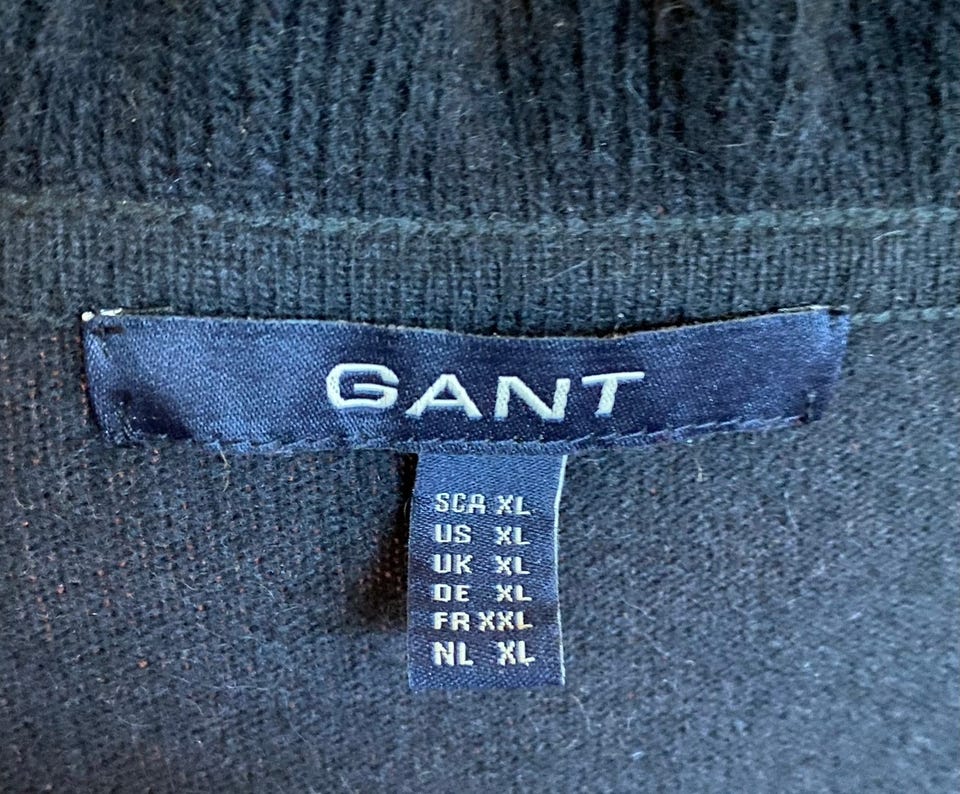 GANT
SCA XL
US XL
UK XL
DE XL
FR XXL
NL XL